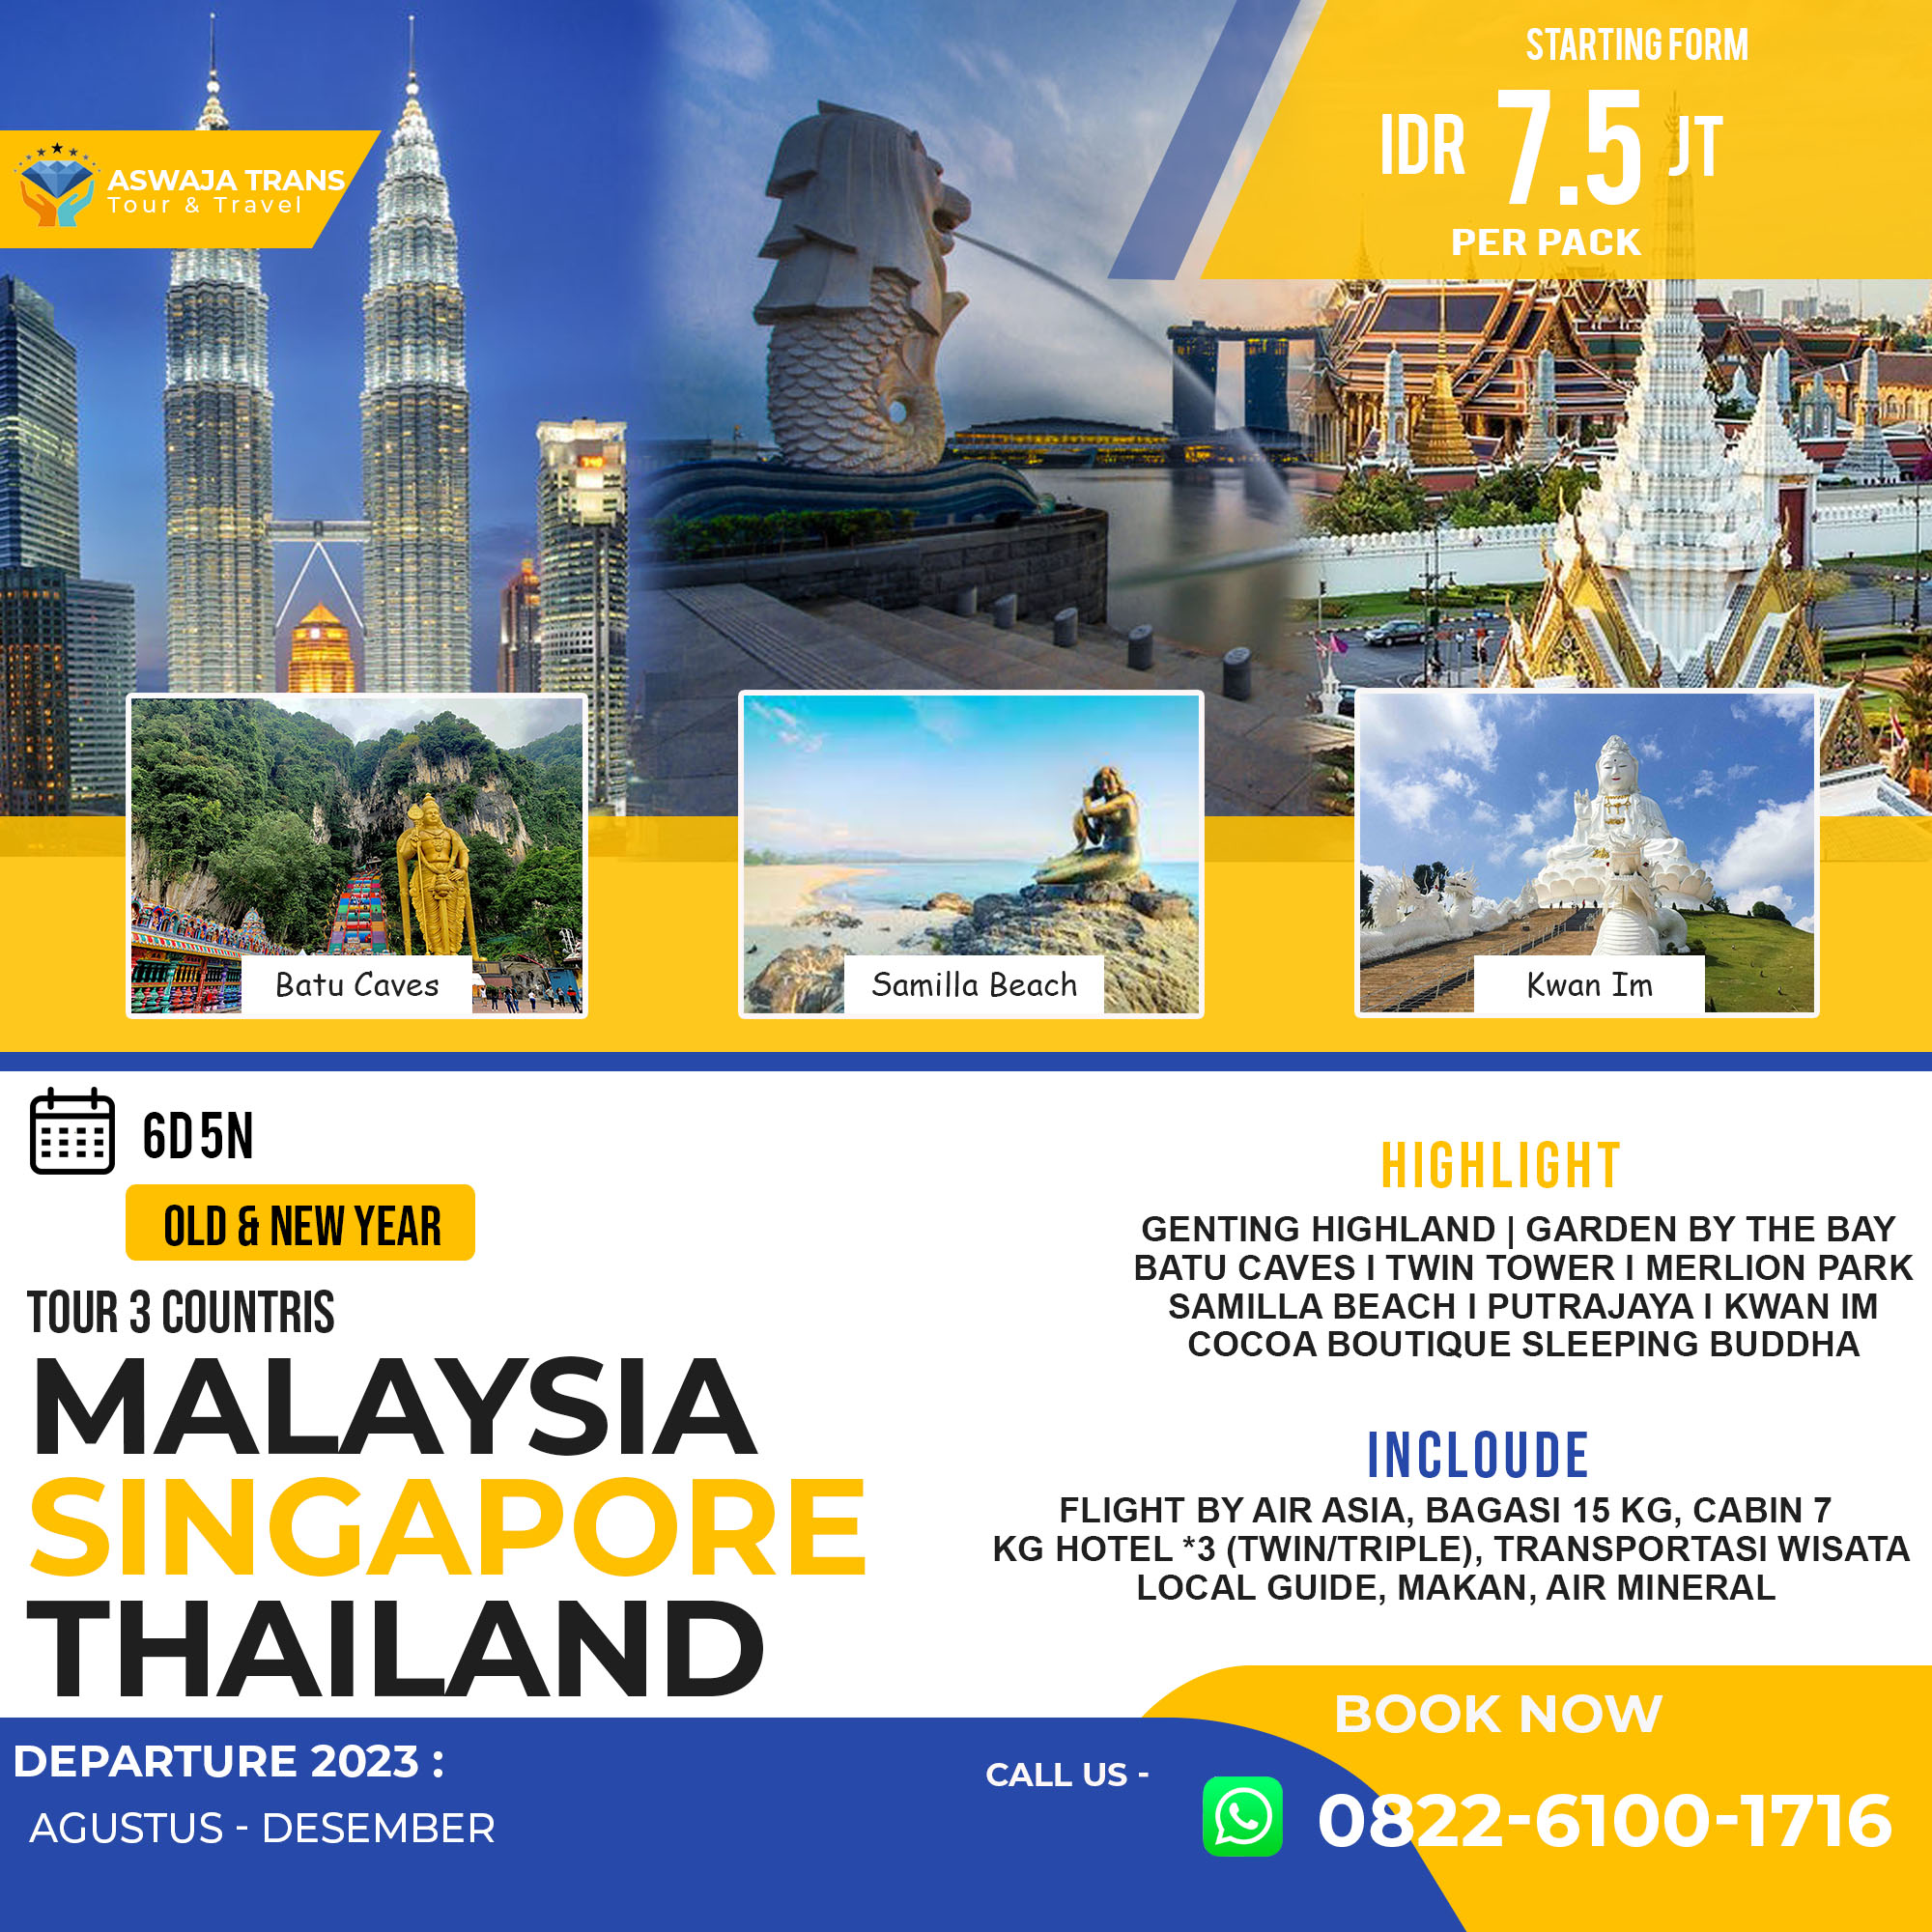 STARTING FORM
IDR 7.5 JT
PER PACK
ASWAJA TRANS
Tour & Travel
Batu Caves
Samilla Beach
Kwan Im
6D 5N
OLD & NEW YEAR
TOUR 3 COUNTRIS
MALAYSIA
SINGAPORE
THAILAND
HIGHLIGHT
GENTING HIGHLAND | GARDEN BY THE BAY
BATU CAVES I TWIN TOWER I MERLION PARK
SAMILLA BEACH I PUTRAJAYA I KWAN IM
COCOA BOUTIQUE SLEEPING BUDDHA
INCLOUDE
FLIGHT BY AIR ASIA, BAGASI 15 KG, CABIN 7
KG HOTEL *3 (TWIN/TRIPLE), TRANSPORTASI WISATA
LOCAL GUIDE, MAKAN, AIR MINERAL
DEPARTURE 2023 :
AGUSTUS - DESEMBER
BOOK NOW
CALL US -
0822-6100-1716